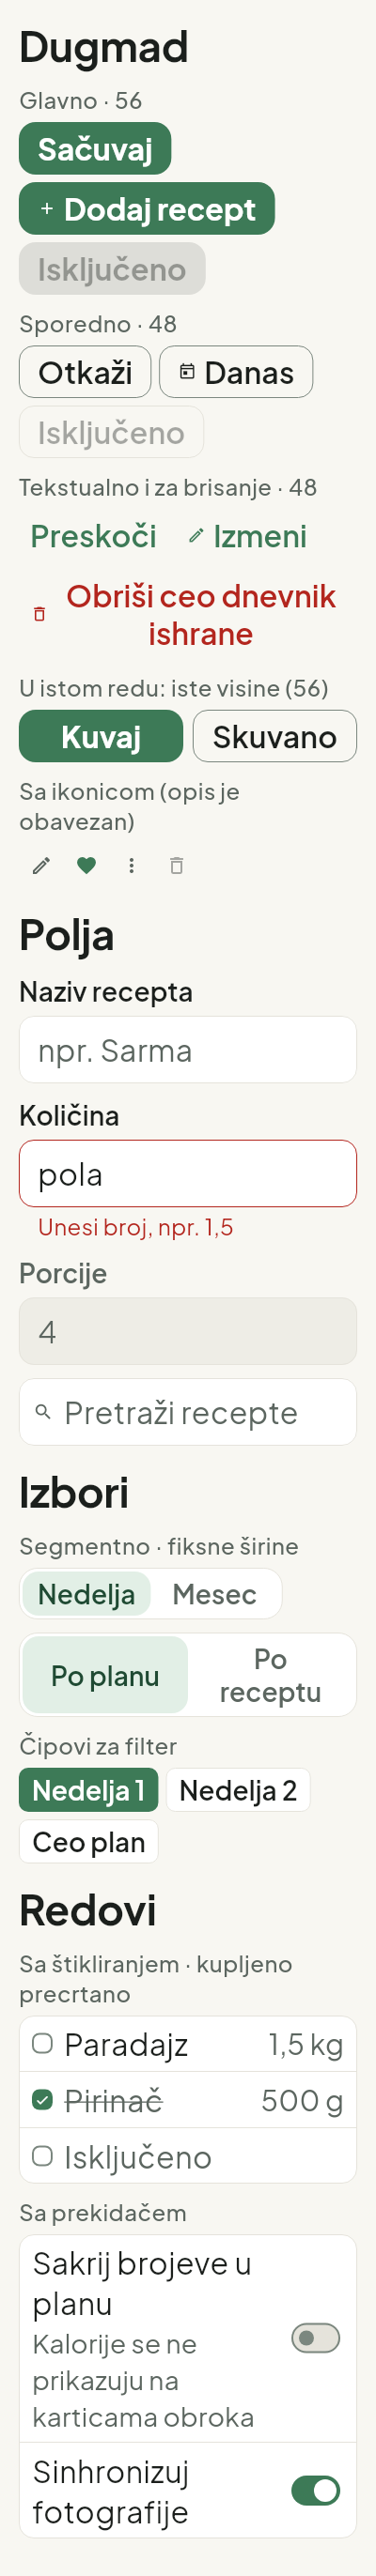 Dugmad
Glavno · 56
Sačuvaj
+ Dodaj recept
Isključeno
Sporedno · 48
Otkaži
Danas
Isključeno
Tekstualno i za brisanje · 48
Preskoči
Izmeni
Obriši ceo dnevnik
ishrane
U istom redu: iste visine (56)
Kuvaj
Skuvano
Sa ikonicom (opis je
obavezan)
Polja
Naziv recepta
npr. Sarma
Količina
pola
Unesi broj, npr. 1,5
Porcije
4
Pretraži recepte
Izbori
Segmentno · fiksne širine
Nedelja
Mesec
Po planu
Po
receptu
Čipovi za filter
Nedelja 1
Nedelja 2
Ceo plan
Redovi
Sa štikliranjem · kupljeno
precrtano
Paradajz 1,5 kg
Pirinač 500 g
Isključeno
Sa prekidačem
Sakrij brojeve u
planu
Kalorije se ne
prikazuju na
karticama obroka
Sinhronizuj
fotografije